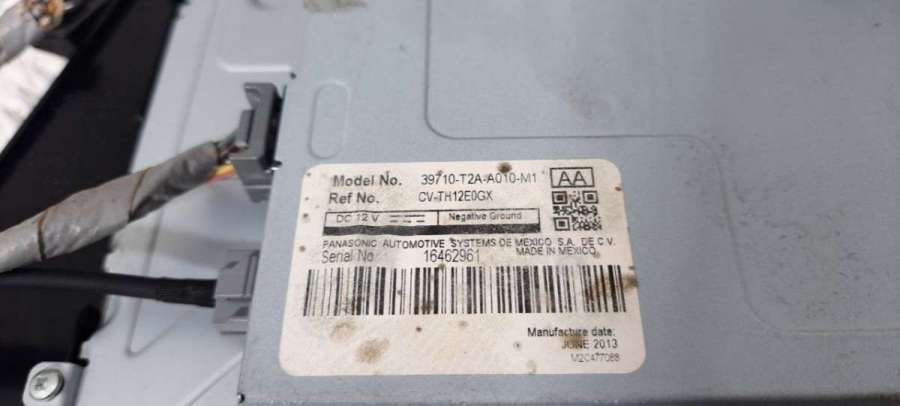 Model No. 39710-T2A-A010-M1 AA
Ref No. CV-TH12E0GX
DC 12 V Negative Ground
PANASONIC AUTOMOTIVE SYSTEMS DE MEXICO S.A. DE C.V.
Serial No. 16462961 MADE IN MEXICO
Manufacture date:
JUNE 2013
M2C477088